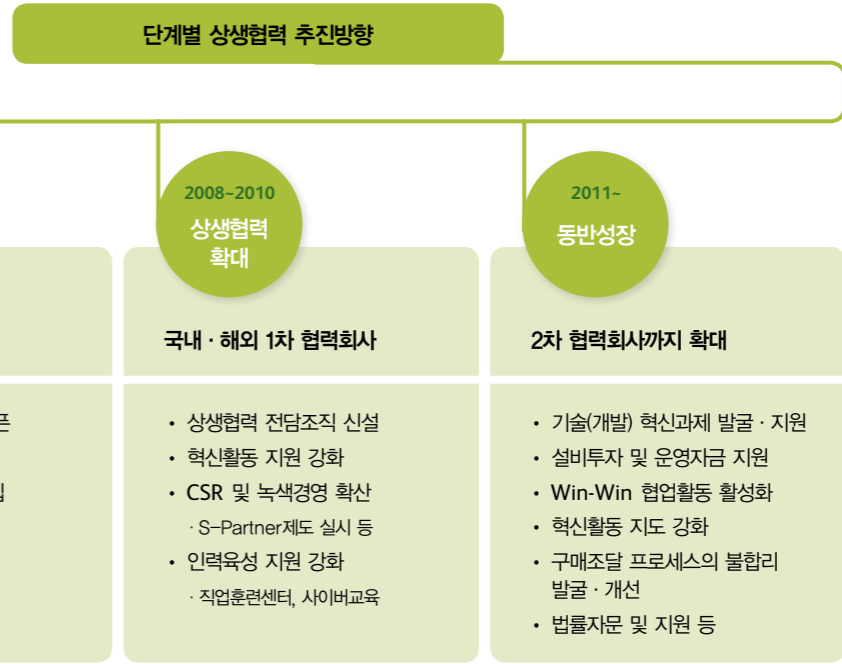 단계별 상생협력 추진방향
2008~2010
상생협력
확대
국내 · 해외 1차 협력회사
• 상생협력 전담조직 신설
• 혁신활동 지원 강화
• CSR 및 녹색경영 확산
· S-Partner제도 실시 등
• 인력육성 지원 강화
· 직업훈련센터, 사이버교육
2011~
동반성장
2차 협력회사까지 확대
• 기술(개발) 혁신과제 발굴 · 지원
• 설비투자 및 운영자금 지원
• Win-Win 협업활동 활성화
• 혁신활동 지도 강화
• 구매조달 프로세스의 불합리
발굴 · 개선
• 법률자문 및 지원 등